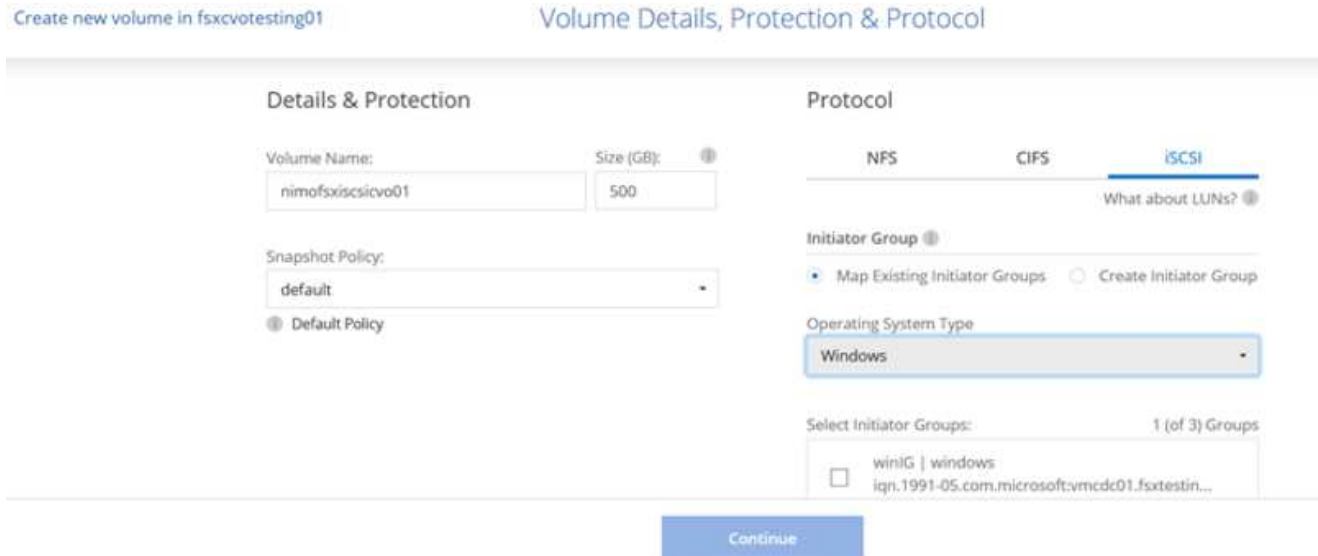 Create new volume in fsxcvotesting01
Volume Details, Protection & Protocol
Details & Protection
Volume Name:
Size (GB):
nimofsxiscsicvo01
500
Snapshot Policy:
default
Default Policy
Protocol
NFS
CIFS
iSCSI
What about LUNs?
Initiator Group
Map Existing Initiator Groups
Create Initiator Group
Operating System Type
Windows
Select Initiator Groups:
1 (of 3) Groups
winIG | windows
iqn.1991-05.com.microsoft:vmcdc01.fsxtestin...
Continue